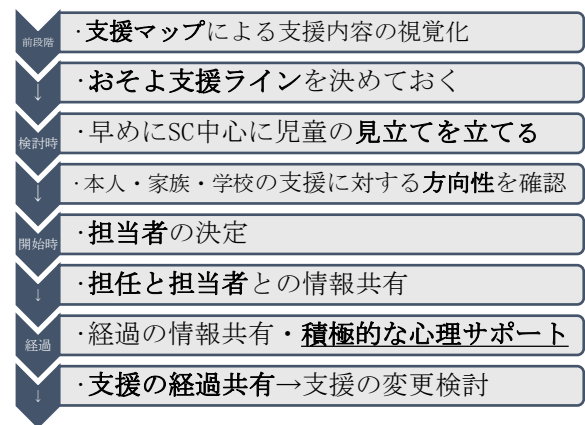 前段階
・支援マップによる支援内容の視覚化
↓
・おそよ支援ラインを決めておく
検討時
・早めにSC中心に児童の見立てを立てる
↓
・本人・家族・学校の支援に対する方向性を確認
開始時
・担当者の決定
↓
・担任と担当者との情報共有
経過
・経過の情報共有・積極的な心理サポート
↓
・支援の経過共有→支援の変更検討